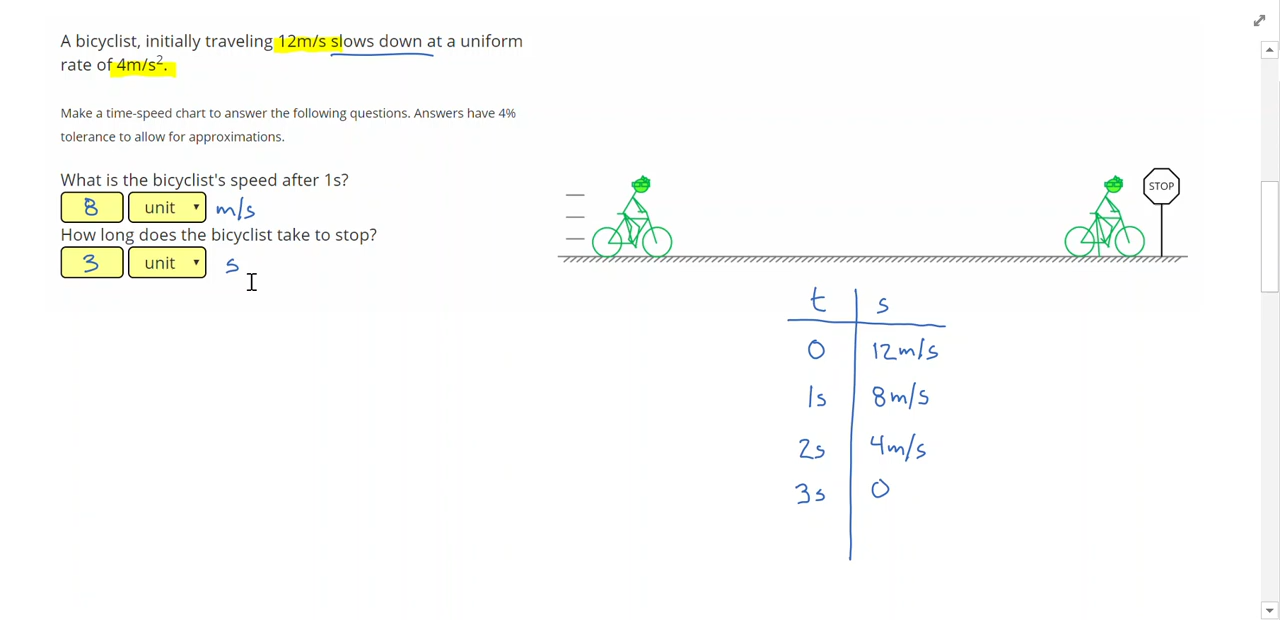 A bicyclist, initially traveling 12m/s slows down at a uniform
rate of 4m/s².
Make a time-speed chart to answer the following questions. Answers have 4%
tolerance to allow for approximations.
What is the bicyclist's speed after 1s?
8 unit m/s
How long does the bicyclist take to stop?
3 unit s
STOP
t s
0 12m/s
1s 8m/s
2s 4m/s
3s 0